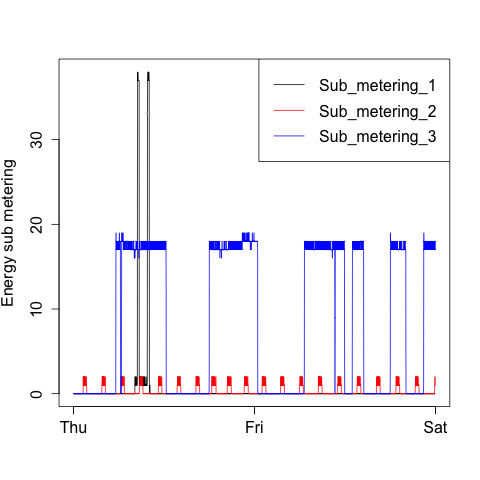 Sub_metering_1
Sub_metering_2
Sub_metering_3
Energy sub metering
30
20
10
0
Thu
Fri
Sat